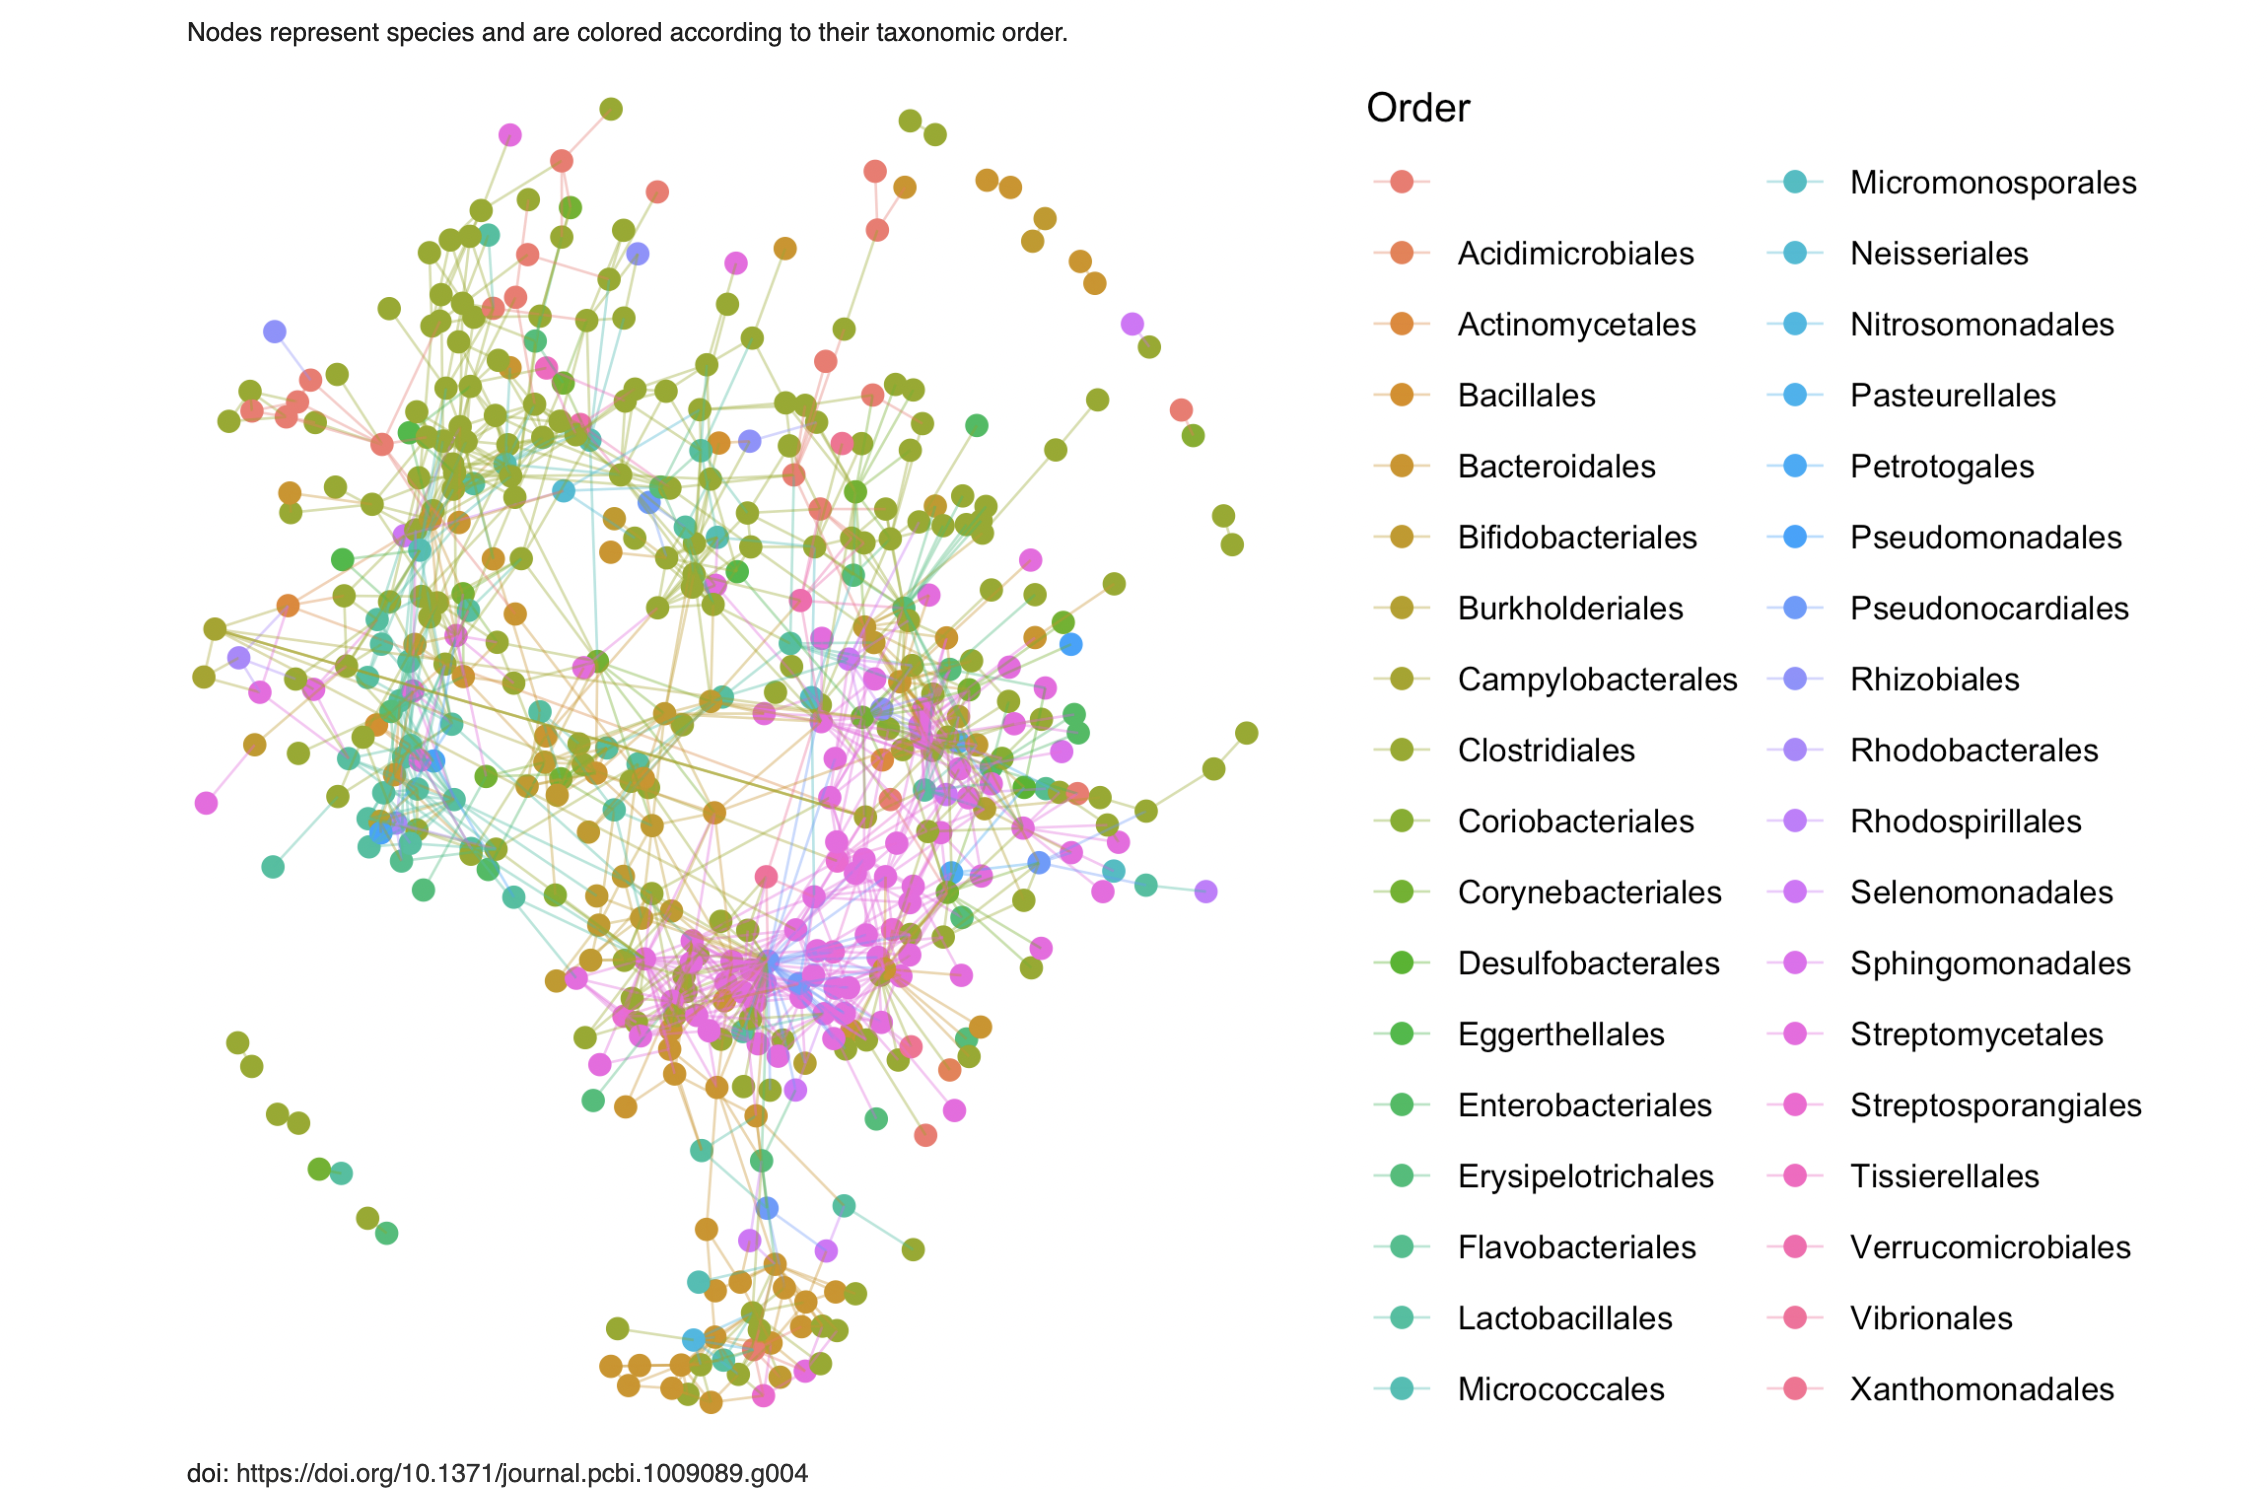 Nodes represent species and are colored according to their taxonomic order.
Order
Acidimicrobiales
Actinomycetales
Bacillales
Bacteroidales
Bifidobacteriales
Burkholderiales
Campylobacterales
Clostridiales
Coriobacteriales
Corynebacteriales
Desulfobacterales
Eggerthellales
Enterobacteriales
Erysipelotrichales
Flavobacteriales
Lactobacillales
Micrococcales
Micromonosporales
Neisseriales
Nitrosomonadales
Pasteurellales
Petrotogales
Pseudomonadales
Pseudonocardiales
Rhizobiales
Rhodobacterales
Rhodospirillales
Selenomonadales
Sphingomonadales
Streptomycetales
Streptosporangiales
Tissierellales
Verrucomicrobiales
Vibrionales
Xanthomonadales
doi: https://doi.org/10.1371/journal.pcbi.1009089.g004